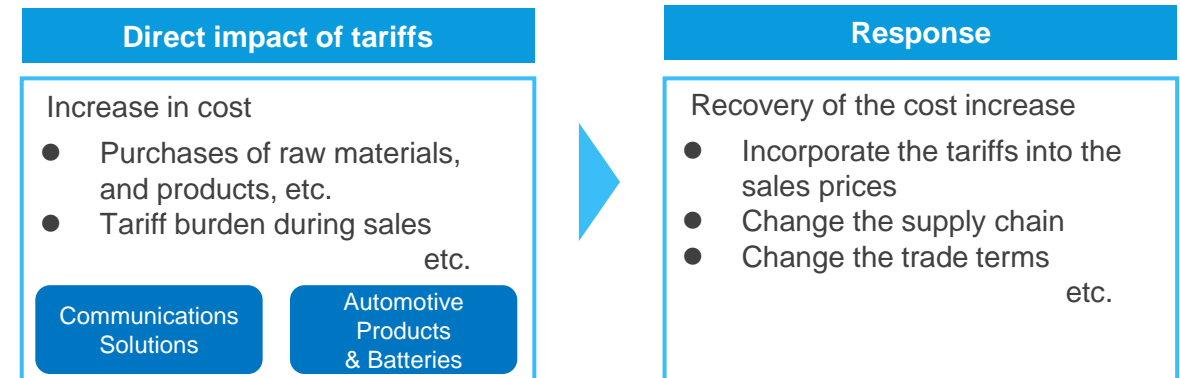 Direct impact of tariffs
Increase in cost
● Purchases of raw materials,
and products, etc.
● Tariff burden during sales
etc.
Communications
Solutions
Automotive
Products
& Batteries
Response
Recovery of the cost increase
● Incorporate the tariffs into the
sales prices
● Change the supply chain
● Change the trade terms
etc.